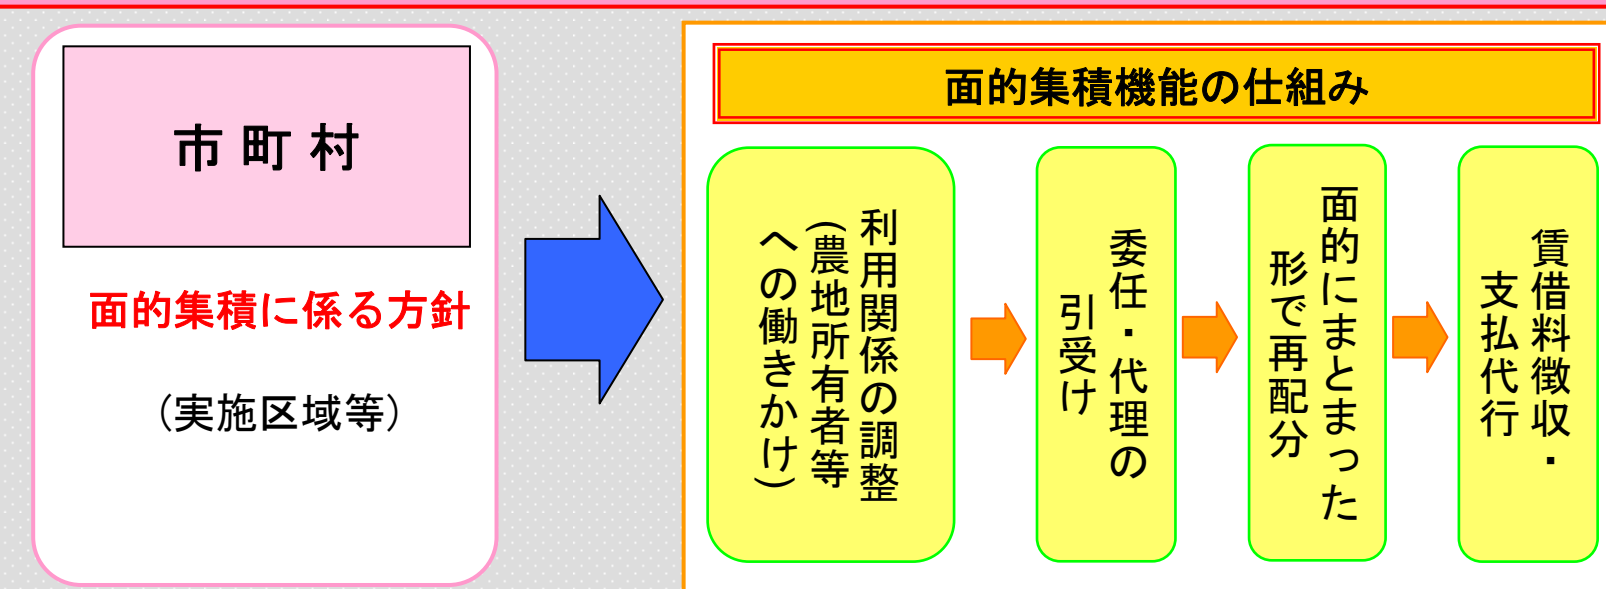 市町村
面的集積に係る方針
（実施区域等）
面的集積機能の仕組み
利用関係の調整
（農地所有者等
への働きかけ）
委任・代理の
引受け
面的にまとまった
形で再配分
賃借料徴収・
支払代行